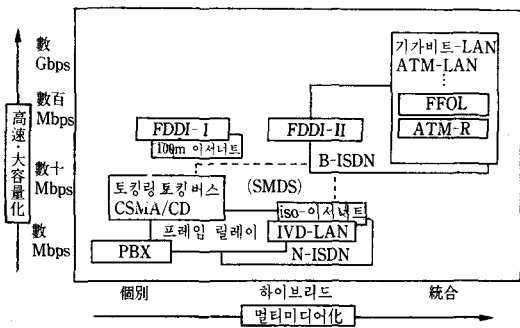 數
Gbps
數百
Mbps
數十
Mbps
數
Mbps
高速·大容量化
기가비트-LAN
ATM-LAN
FFOL
ATM-R
FDDI-I
100m 이서너트
FDDI-II
B-ISDN
토킹링토킹버스
CSMA/CD
(SMDS)
iso-이서너트
프레임 릴레이
IVD-LAN
PBX
N-ISDN
個別
하이브리드
統合
멀티미디어化